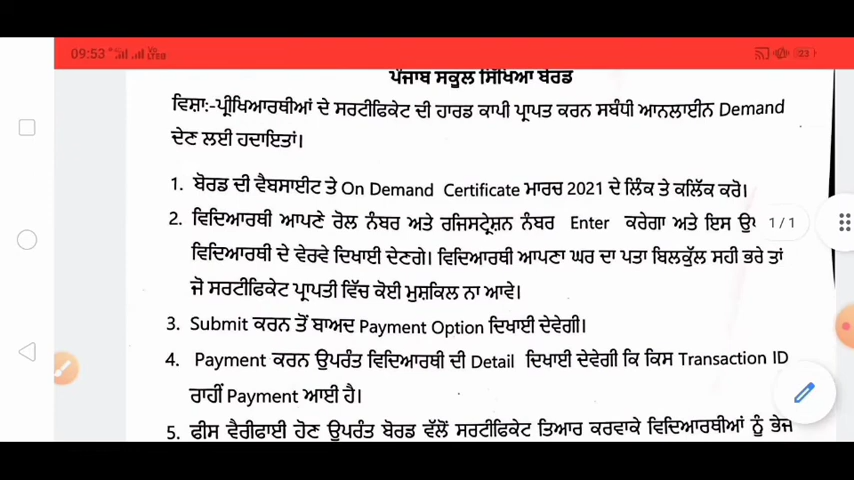 09:53
23
ਪੰਜਾਬ ਸਕੂਲ ਸਿੱਖਿਆ ਬੋਰਡ
ਵਿਸ਼ਾ:-ਪ੍ਰੀਖਿਆਰਥੀਆਂ ਦੇ ਸਰਟੀਫਿਕੇਟ ਦੀ ਹਾਰਡ ਕਾਪੀ ਪ੍ਰਾਪਤ ਕਰਨ ਸਬੰਧੀ ਆਨਲਾਈਨ Demand
ਦੇਣ ਲਈ ਹਦਾਇਤਾਂ।
1. ਬੋਰਡ ਦੀ ਵੈਬਸਾਈਟ ਤੇ On Demand Certificate ਮਾਰਚ 2021 ਦੇ ਲਿੰਕ ਤੇ ਕਲਿੱਕ ਕਰੋ।
2. ਵਿਦਿਆਰਥੀ ਆਪਣੇ ਰੋਲ ਨੰਬਰ ਅਤੇ ਰਜਿਸਟ੍ਰੇਸ਼ਨ ਨੰਬਰ Enter ਕਰੇਗਾ ਅਤੇ ਇਸ
1/1
ਵਿਦਿਆਰਥੀ ਦੇ ਵੇਰਵੇ ਦਿਖਾਈ ਦੇਣਗੇ। ਵਿਦਿਆਰਥੀ ਆਪਣਾ ਘਰ ਦਾ ਪਤਾ ਬਿਲਕੁੱਲ ਸਹੀ ਭਰੇ ਤਾਂ
ਜੋ ਸਰਟੀਫਿਕੇਟ ਪ੍ਰਾਪਤੀ ਵਿੱਚ ਕੋਈ ਮੁਸ਼ਕਿਲ ਨਾ ਆਵੇ।
3. Submit ਕਰਨ ਤੋਂ ਬਾਅਦ Payment Option ਦਿਖਾਈ ਦੇਵੇਗੀ।
4. Payment ਕਰਨ ਉਪਰੰਤ ਵਿਦਿਆਰਥੀ ਦੀ Detail ਦਿਖਾਈ ਦੇਵੇਗੀ ਕਿ ਕਿਸ Transaction ID
ਰਾਹੀਂ Payment ਆਈ ਹੈ।
5. ਫੀਸ ਵੈਰੀਫਾਈ ਹੋਣ ਉਪਰੰਤ ਬੋਰਡ ਵੱਲੋਂ ਸਰਟੀਫਿਕੇਟ ਤਿਆਰ ਕਰਵਾਕੇ ਵਿਦਿਆਰਥੀਆਂ ਨੂੰ ਭੇਜ